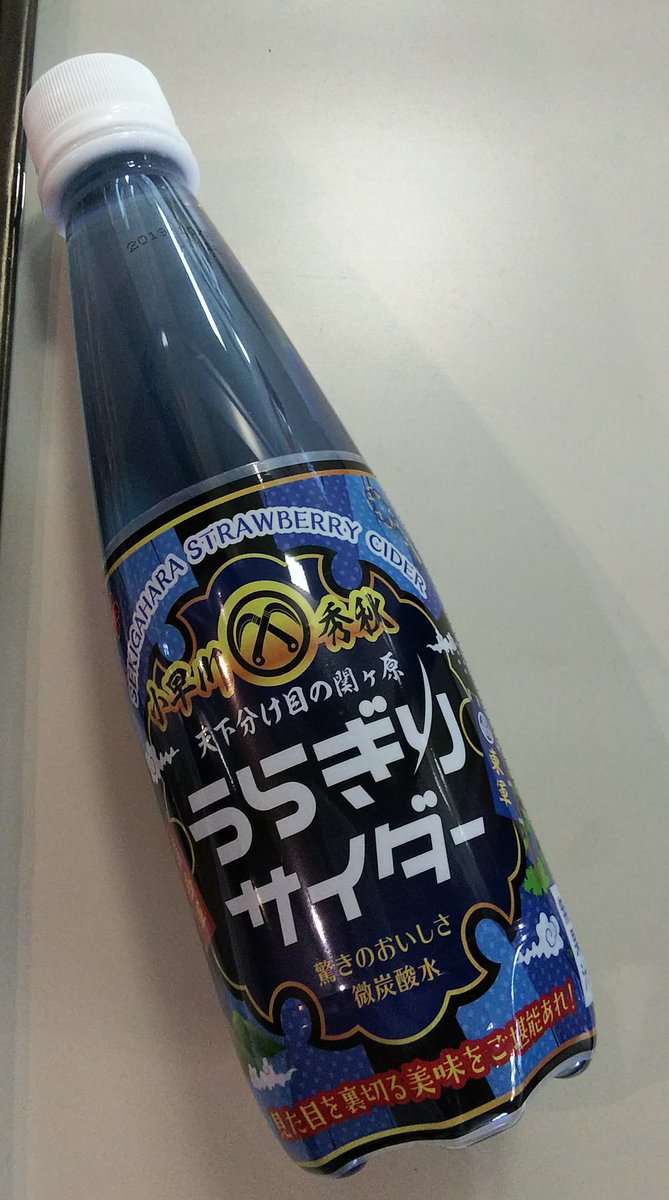 2019
SEKIGAHARA STRAWBERRY CIDER
小早川 秀秋
天下分け目の関ヶ原
うらぎり
サイダー
驚きのおいしさ
微炭酸水
見た目を裏切る美味をご堪能あれ!